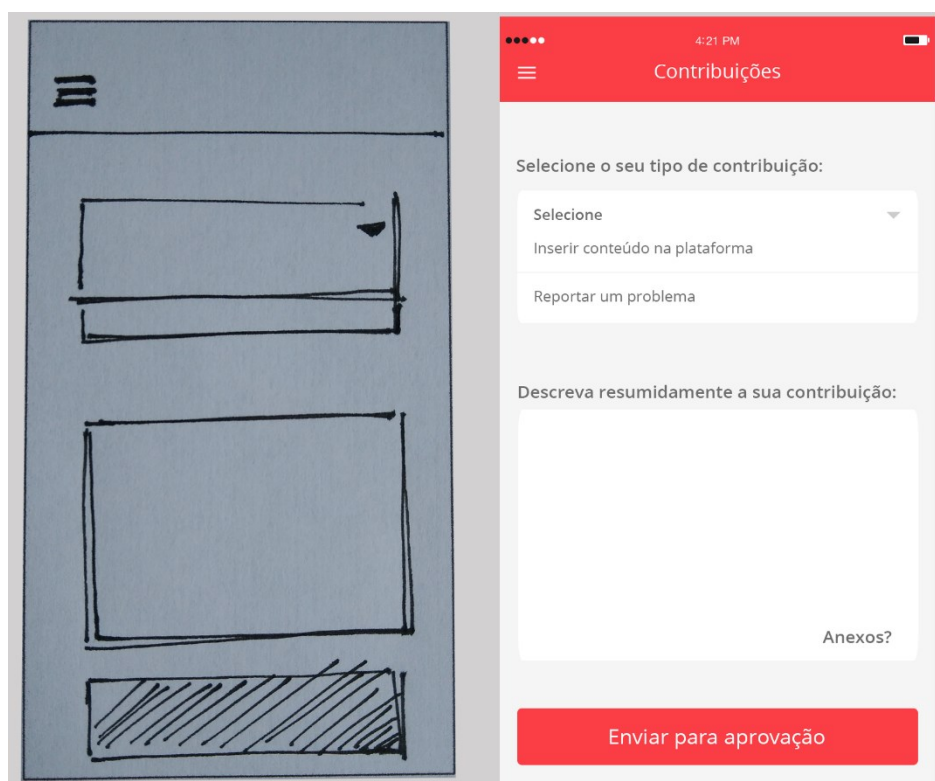 4:21 PM
Contribuições
Selecione o seu tipo de contribuição:
Selecione
Inserir conteúdo na plataforma
Reportar um problema
Descreva resumidamente a sua contribuição:
Anexos?
Enviar para aprovação